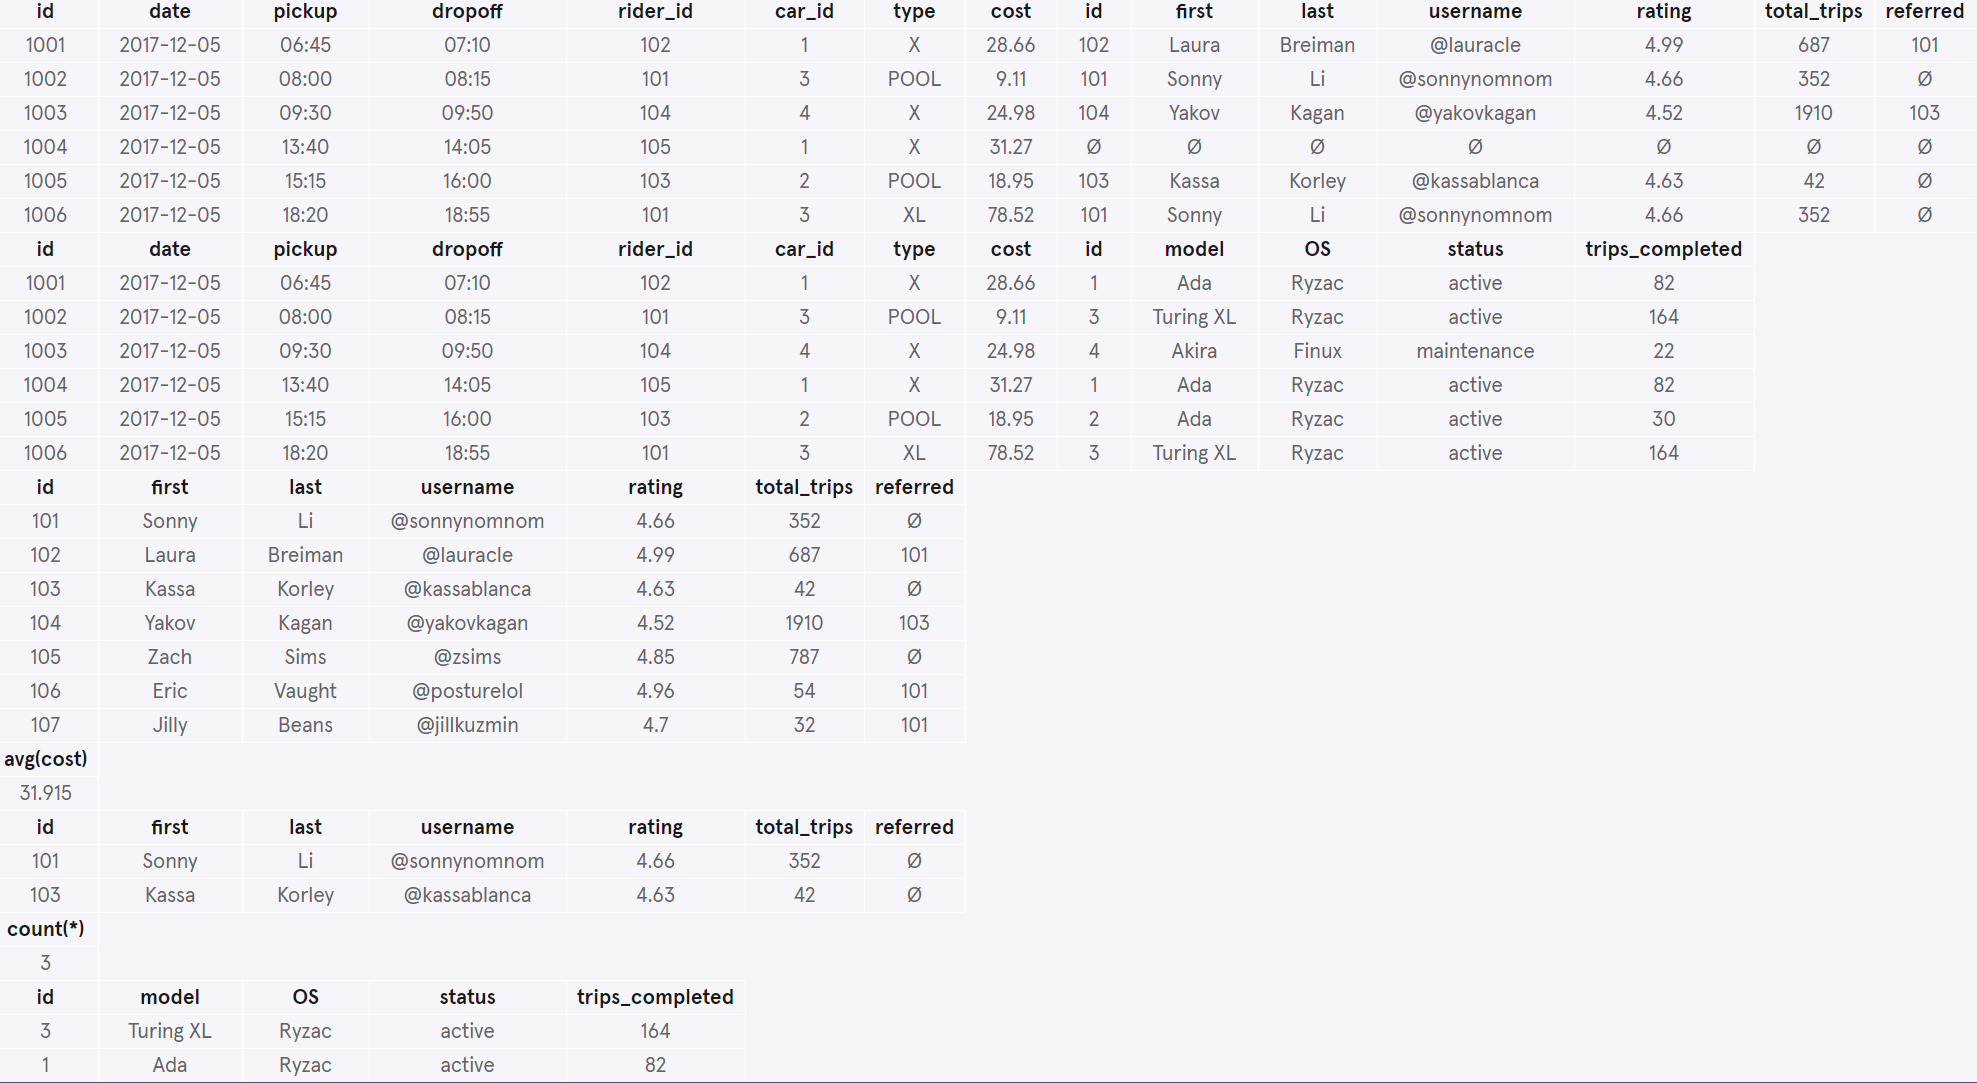 id date pickup dropoff rider_id car_id type cost id first last username rating total_trips referred
1001 2017-12-05 06:45 07:10 102 1 X 28.66 102 Laura Breiman @lauracle 4.99 687 101
1002 2017-12-05 08:00 08:15 101 3 POOL 9.11 101 Sonny Li @sonnynomnom 4.66 352 Ø
1003 2017-12-05 09:30 09:50 104 4 X 24.98 104 Yakov Kagan @yakovkagan 4.52 1910 103
1004 2017-12-05 13:40 14:05 105 1 X 31.27 Ø Ø Ø Ø Ø Ø Ø
1005 2017-12-05 15:15 16:00 103 2 POOL 18.95 103 Kassa Korley @kassablanca 4.63 42 Ø
1006 2017-12-05 18:20 18:55 101 3 XL 78.52 101 Sonny Li @sonnynomnom 4.66 352 Ø
id date pickup dropoff rider_id car_id type cost id model OS status trips_completed
1001 2017-12-05 06:45 07:10 102 1 X 28.66 1 Ada Ryzac active 82
1002 2017-12-05 08:00 08:15 101 3 POOL 9.11 3 Turing XL Ryzac active 164
1003 2017-12-05 09:30 09:50 104 4 X 24.98 4 Akira Finux maintenance 22
1004 2017-12-05 13:40 14:05 105 1 X 31.27 1 Ada Ryzac active 82
1005 2017-12-05 15:15 16:00 103 2 POOL 18.95 2 Ada Ryzac active 30
1006 2017-12-05 18:20 18:55 101 3 XL 78.52 3 Turing XL Ryzac active 164
id first last username rating total_trips referred
101 Sonny Li @sonnynomnom 4.66 352 Ø
102 Laura Breiman @lauracle 4.99 687 101
103 Kassa Korley @kassablanca 4.63 42 Ø
104 Yakov Kagan @yakovkagan 4.52 1910 103
105 Zach Sims @zsims 4.85 787 Ø
106 Eric Vaught @posturelol 4.96 54 101
107 Jilly Beans @jillkuzmin 4.7 32 101
avg(cost)
31.915
id first last username rating total_trips referred
101 Sonny Li @sonnynomnom 4.66 352 Ø
103 Kassa Korley @kassablanca 4.63 42 Ø
count(*)
3
id model OS status trips_completed
3 Turing XL Ryzac active 164
1 Ada Ryzac active 82